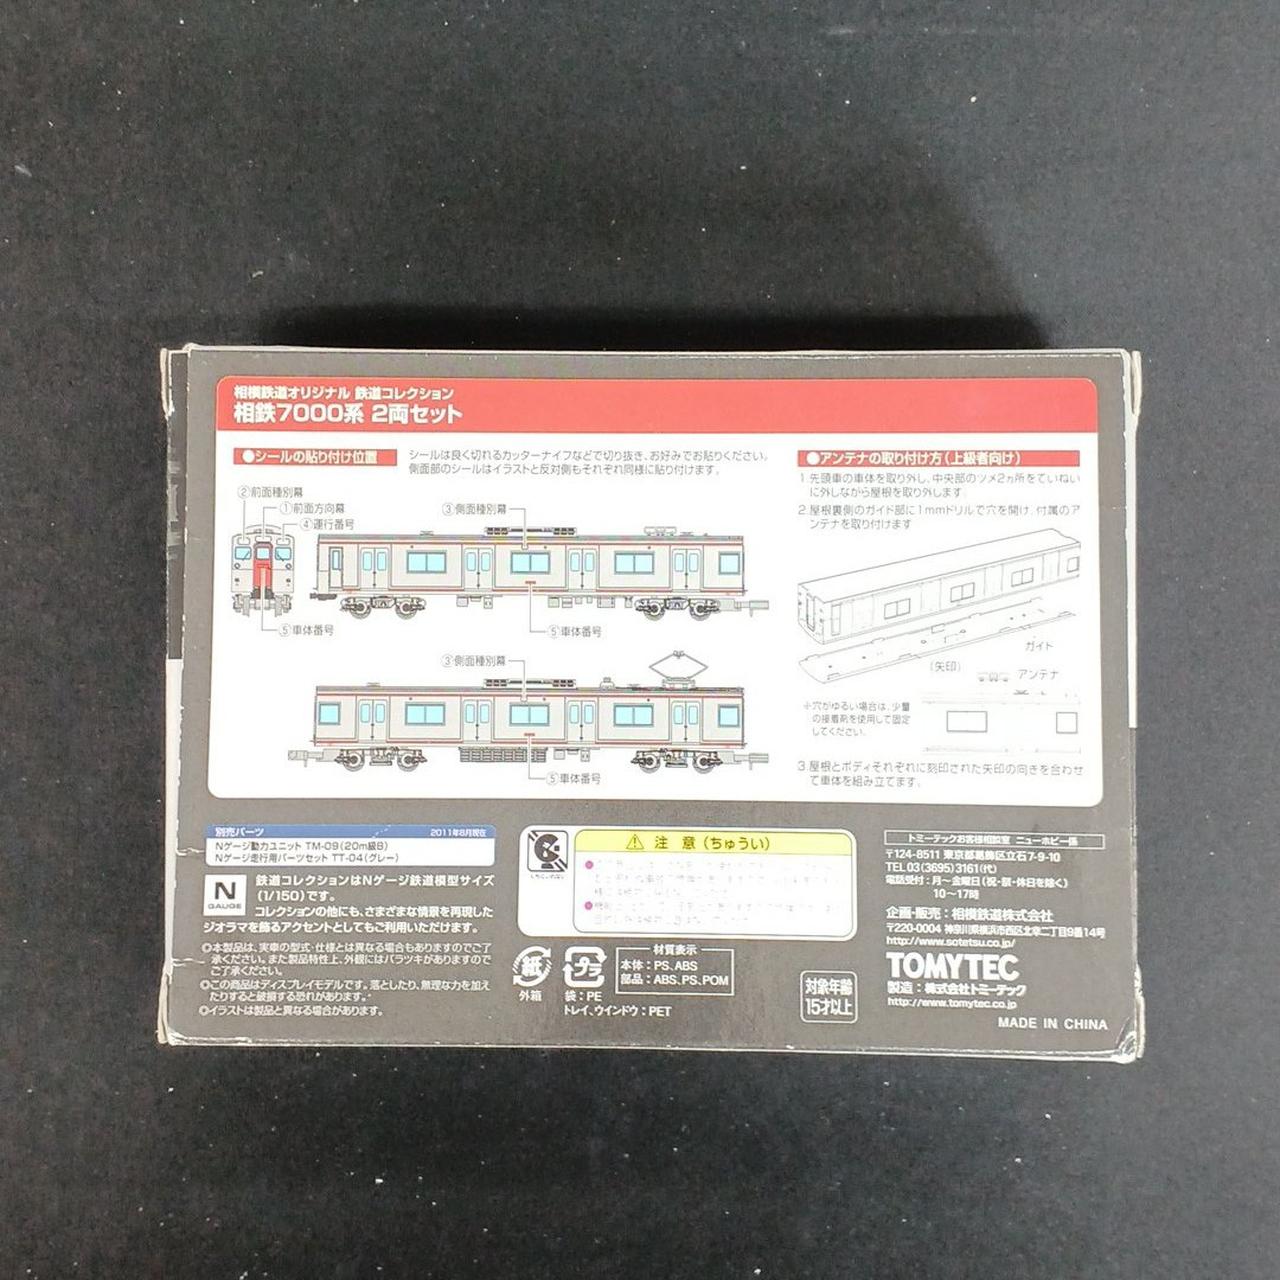 相模鉄道オリジナル 鉄道コレクション
相鉄7000系 2両セット
●シールの貼り付け位置
シールは良く切れるカッターナイフなどで切り抜き、お好みでお貼りください。
側面部のシールはイラストと反対側もそれぞれ同様に貼り付けます。
②前面種別幕
①前面方向幕
④運行番号
③側面種別幕
⑤車体番号
⑤車体番号
③側面種別幕
⑤車体番号
●アンテナの取り付け方(上級者向け)
1.先頭車の車体を取り外し、中央部のツメ2ヵ所をていねい
に外しながら屋根を取り外します。
2.屋根裏側のガイド部に1mmドリルで穴を開け、付属のア
ンテナを取り付けます
ガイト
(矢印)
アンテナ
※穴がゆるい場合は、少量
の接着剤を使用して固定
してください。
3.屋根とボディそれぞれに刻印された矢印の向きを合わせ
て車体を組み立てます。
別売パーツ
2011年8月現在
Nゲージ動力ユニット TM-09(20m級B)
Nゲージ走行用パーツセット TT-04(グレー)
N
GAUGE
鉄道コレクションはNゲージ鉄道模型サイズ
(1/150)です。
コレクションの他にも、さまざまな情景を再現した
ジオラマを飾るアクセントとしてもご利用いただけます。
◎本製品は、実車の型式・仕様とは異なる場合もありますのでご了
承ください。また製品特性上、外観にはバラツキがありますので
ご了承ください。
◎この商品はディスプレイモデルです。落としたり、無理な力を加え
たりすると破損する恐れがあります。
◎イラストは製品と異なる場合があります。
注 意 (ちゅうい)
紙
外箱
プラ
袋:PE
トレイ、ウインドウ:PET
材質表示
本体:PS、ABS
部品:ABS、PS、POM
対象年齢
15才以上
トミーテックお客様相談室 ニューホビー係
〒124-8511 東京都葛飾区立石7-9-10
TEL 03(3695)3161(代)
電話受付:月~金曜日(祝・祭・休日を除く)
10~17時
企画・販売:相模鉄道株式会社
〒220-0004 神奈川県横浜市西区北幸二丁目9番14号
http://www.sotetsu.co.jp/
TOMYTEC
製造:株式会社トミーテック
http://www.tomytec.co.jp
MADE IN CHINA